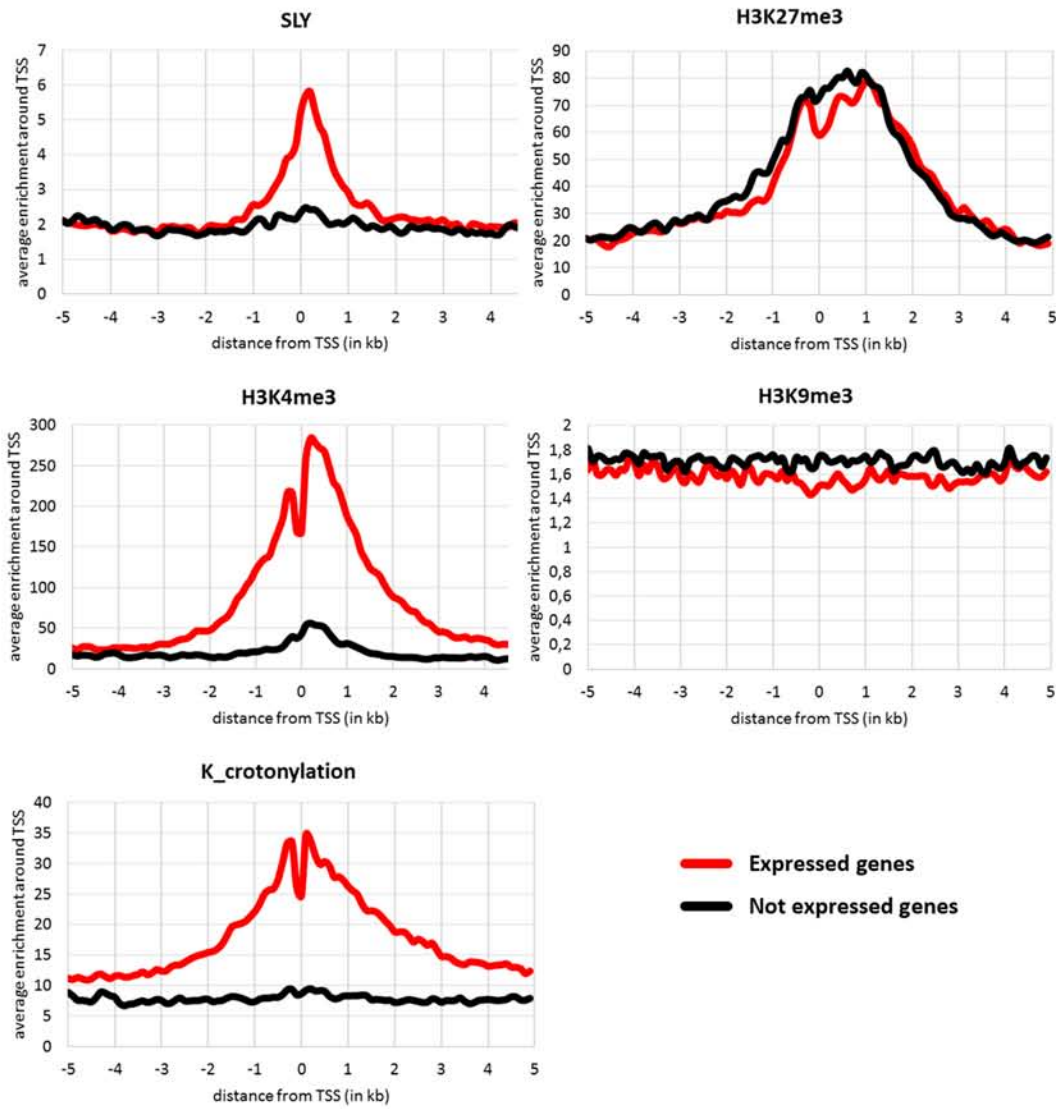 SLY
average enrichment around TSS
7
6
5
4
3
2
1
0
-5 -4 -3 -2 -1 0 1 2 3 4
distance from TSS (in kb)
H3K27me3
average enrichment around TSS
90
80
70
60
50
40
30
20
10
0
-5 -4 -3 -2 -1 0 1 2 3 4 5
distance from TSS (in kb)
H3K4me3
average enrichment around TSS
300
250
200
150
100
50
0
-5 -4 -3 -2 -1 0 1 2 3 4
distance from TSS (in kb)
H3K9me3
average enrichment around TSS
2
1,8
1,6
1,4
1,2
1
0,8
0,6
0,4
0,2
0
-5 -4 -3 -2 -1 0 1 2 3 4 5
distance from TSS (in kb)
K_crotonylation
average enrichment around TSS
40
35
30
25
20
15
10
5
0
-5 -4 -3 -2 -1 0 1 2 3 4 5
distance from TSS (in kb)
Expressed genes
Not expressed genes